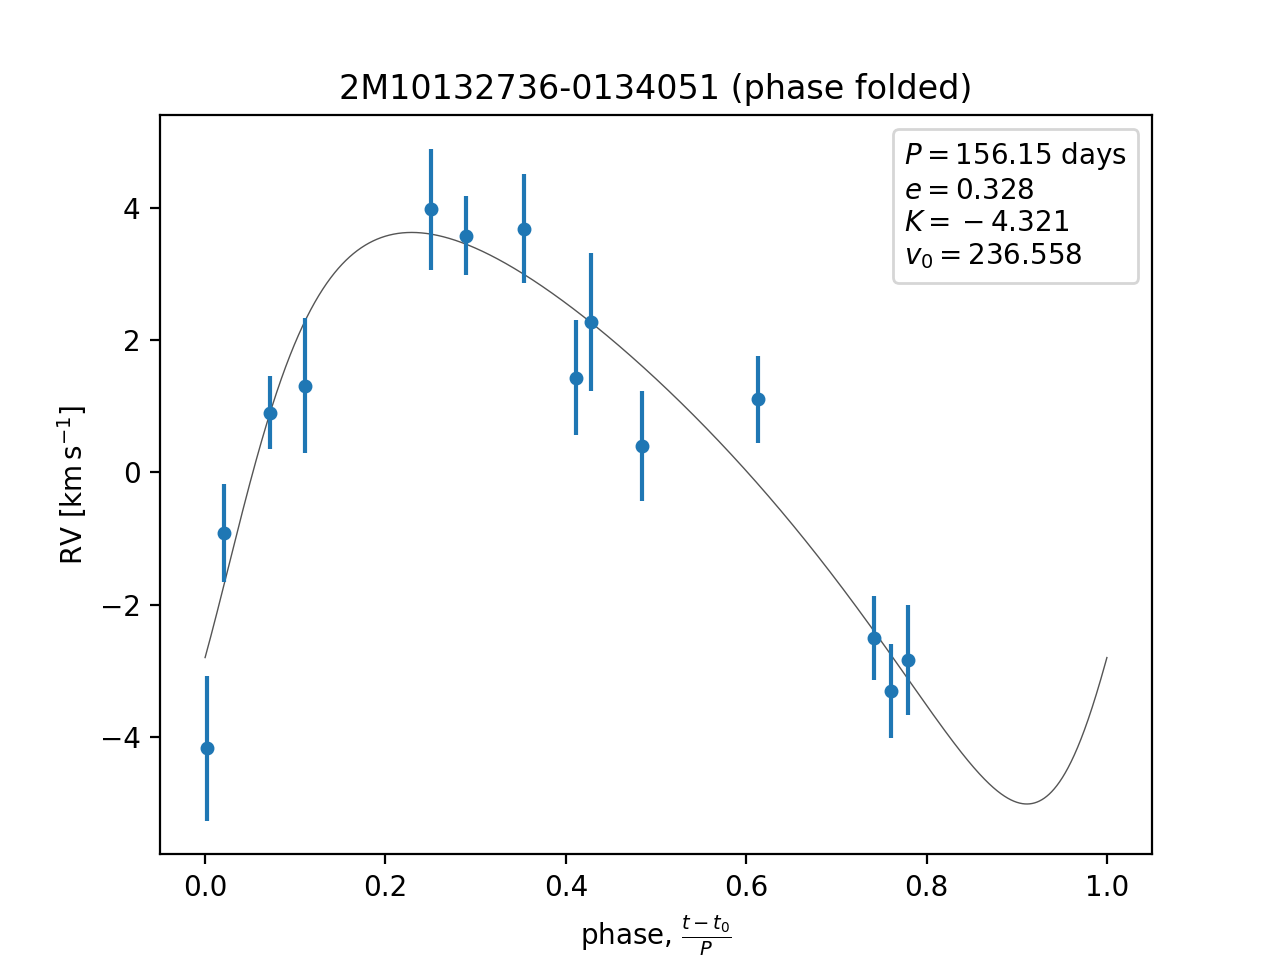 2M10132736-0134051 (phase folded)
P = 156.15 days
e = 0.328
K = −4.321
v₀ = 236.558
4
2
0
−2
−4
RV [km s⁻¹]
0.0 0.2 0.4 0.6 0.8 1.0
phase, (t − t₀)/P